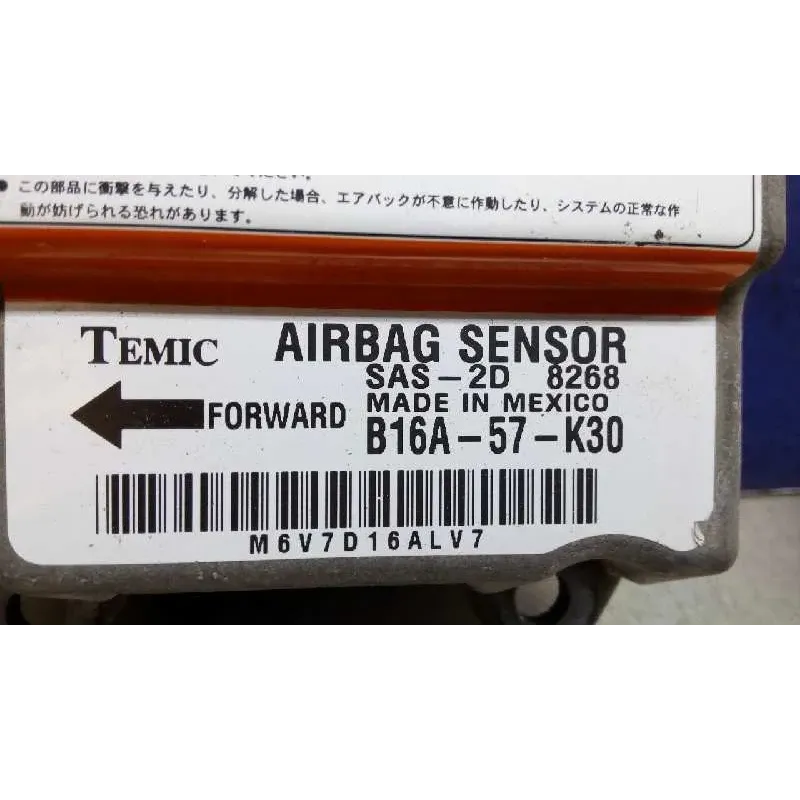 ● この部品に衝撃を与えたり、分解した場合、エアバックが不意に作動したり、システムの正常な作
動が妨げられる恐れがあります。
TEMIC AIRBAG SENSOR
SAS-2D 8268
FORWARD MADE IN MEXICO
B16A-57-K30
M6V7D16ALV7